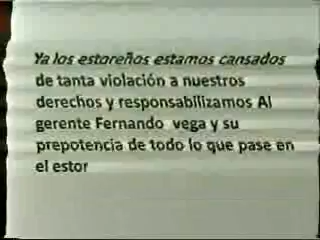 Ya los estoreños estamos cansados
de tanta violación a nuestros
derechos y responsabilizamos Al
gerente Fernando vega y su
prepotencia de todo lo que pase en
el estor